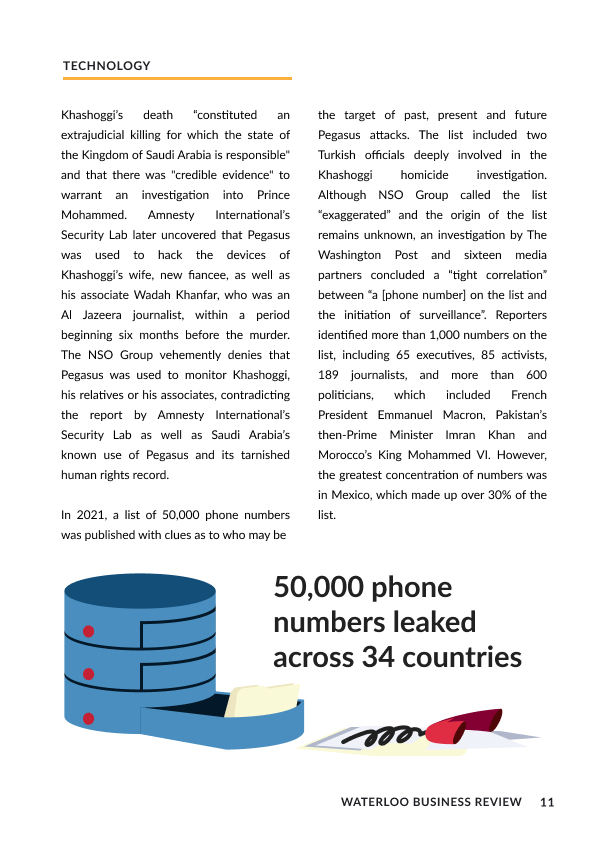 TECHNOLOGY
Khashoggi's death “constituted an
extrajudicial killing for which the state of
the Kingdom of Saudi Arabia is responsible"
and that there was "credible evidence" to
warrant an investigation into Prince
Mohammed. Amnesty International's
Security Lab later uncovered that Pegasus
was used to hack the devices of
Khashoggi's wife, new fiancee, as well as
his associate Wadah Khanfar, who was an
Al Jazeera journalist, within a period
beginning six months before the murder.
The NSO Group vehemently denies that
Pegasus was used to monitor Khashoggi,
his relatives or his associates, contradicting
the report by Amnesty International's
Security Lab as well as Saudi Arabia's
known use of Pegasus and its tarnished
human rights record.
In 2021, a list of 50,000 phone numbers
was published with clues as to who may be
the target of past, present and future
Pegasus attacks. The list included two
Turkish officials deeply involved in the
Khashoggi homicide investigation.
Although NSO Group called the list
“exaggerated” and the origin of the list
remains unknown, an investigation by The
Washington Post and sixteen media
partners concluded a “tight correlation”
between “a [phone number] on the list and
the initiation of surveillance”. Reporters
identified more than 1,000 numbers on the
list, including 65 executives, 85 activists,
189 journalists, and more than 600
politicians, which included French
President Emmanuel Macron, Pakistan's
then-Prime Minister Imran Khan and
Morocco's King Mohammed VI. However,
the greatest concentration of numbers was
in Mexico, which made up over 30% of the
list.
50,000 phone
numbers leaked
across 34 countries
WATERLOO BUSINESS REVIEW 11